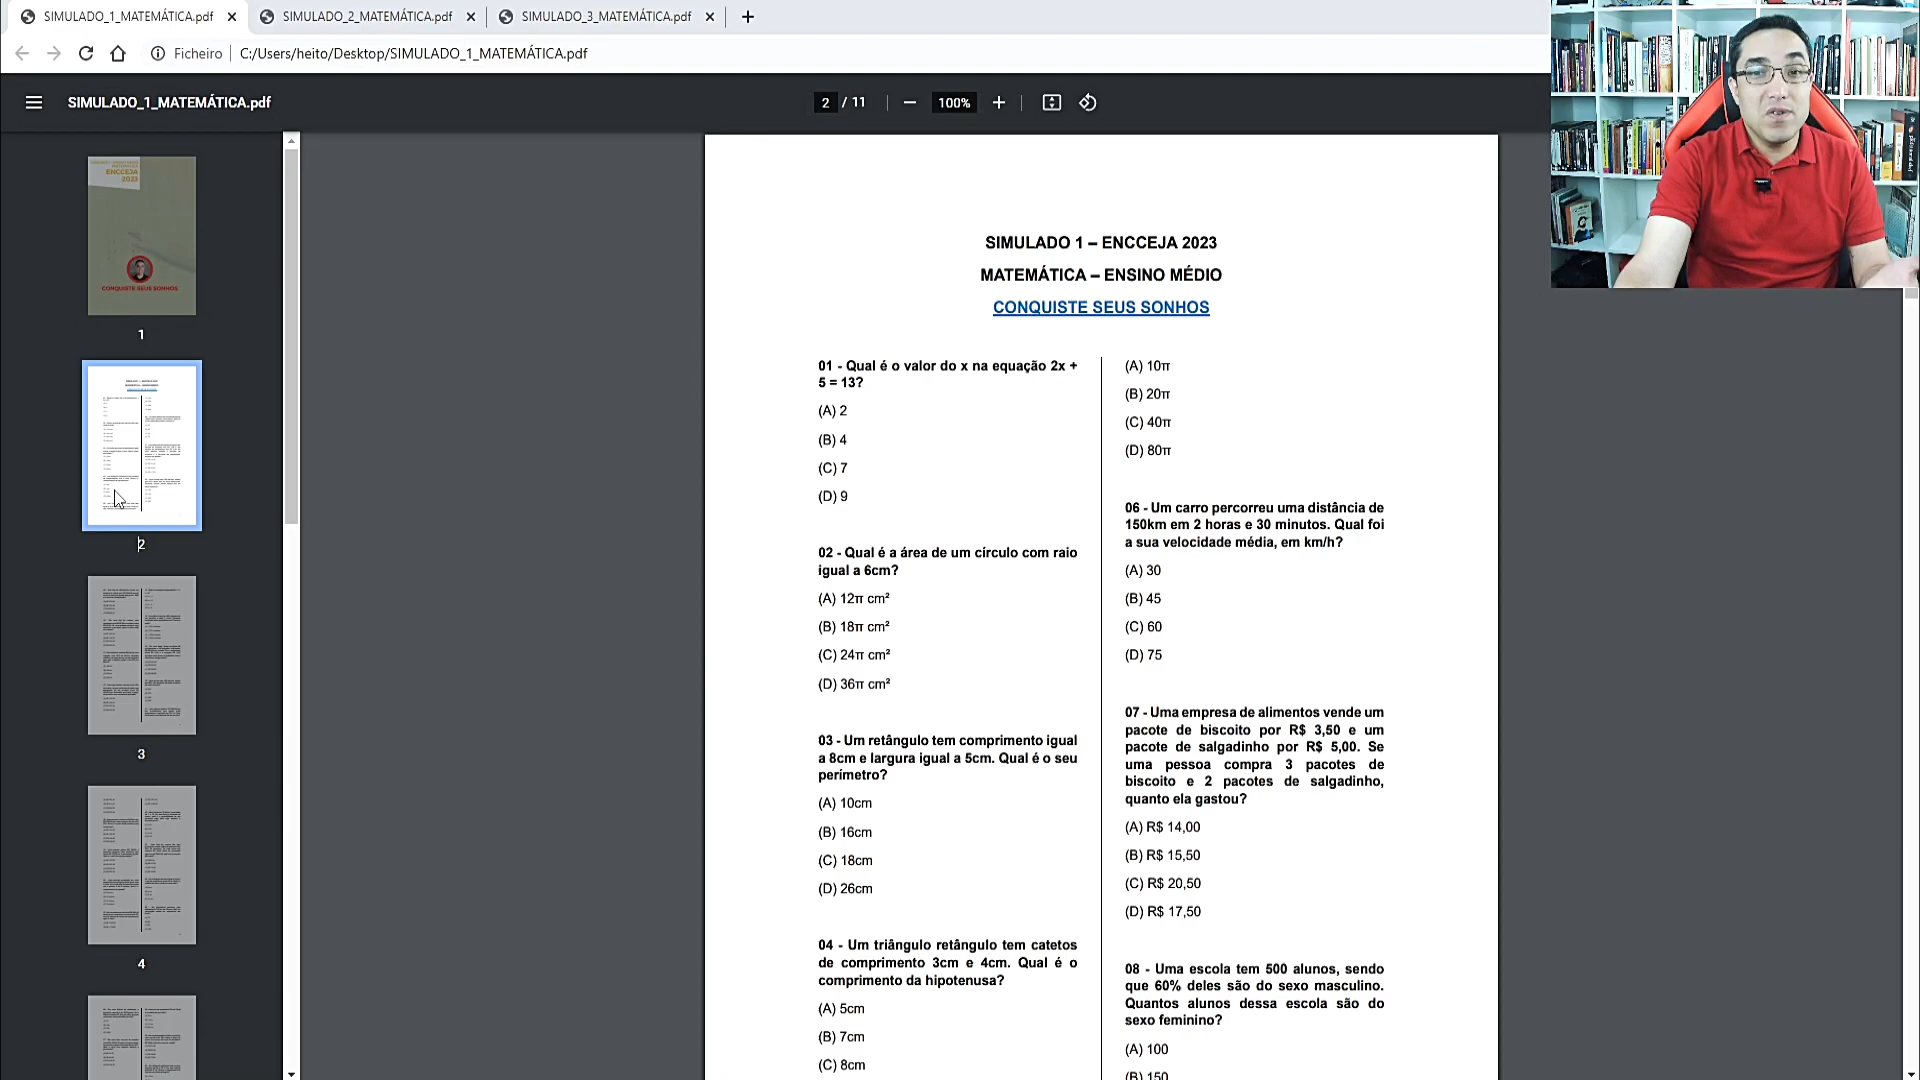 SIMULADO_1_MATEMÁTICA.pdf
SIMULADO_2_MATEMÁTICA.pdf
SIMULADO_3_MATEMÁTICA.pdf
Ficheiro
C:/Users/heito/Desktop/SIMULADO_1_MATEMÁTICA.pdf
SIMULADO_1_MATEMÁTICA.pdf
2 / 11
100%
ENCCEJA
2023
CONQUISTE SEUS SONHOS
1
2
3
4
SIMULADO 1 – ENCCEJA 2023
MATEMÁTICA – ENSINO MÉDIO
CONQUISTE SEUS SONHOS
01 - Qual é o valor do x na equação 2x +
5 = 13?
(A) 2
(B) 4
(C) 7
(D) 9
02 - Qual é a área de um círculo com raio
igual a 6cm?
(A) 12π cm²
(B) 18π cm²
(C) 24π cm²
(D) 36π cm²
03 - Um retângulo tem comprimento igual
a 8cm e largura igual a 5cm. Qual é o seu
perímetro?
(A) 10cm
(B) 16cm
(C) 18cm
(D) 26cm
04 - Um triângulo retângulo tem catetos
de comprimento 3cm e 4cm. Qual é o
comprimento da hipotenusa?
(A) 5cm
(B) 7cm
(C) 8cm
(A) 10π
(B) 20π
(C) 40π
(D) 80π
06 - Um carro percorreu uma distância de
150km em 2 horas e 30 minutos. Qual foi
a sua velocidade média, em km/h?
(A) 30
(B) 45
(C) 60
(D) 75
07 - Uma empresa de alimentos vende um
pacote de biscoito por R$ 3,50 e um
pacote de salgadinho por R$ 5,00. Se
uma pessoa compra 3 pacotes de
biscoito e 2 pacotes de salgadinho,
quanto ela gastou?
(A) R$ 14,00
(B) R$ 15,50
(C) R$ 20,50
(D) R$ 17,50
08 - Uma escola tem 500 alunos, sendo
que 60% deles são do sexo masculino.
Quantos alunos dessa escola são do
sexo feminino?
(A) 100
(B) 150